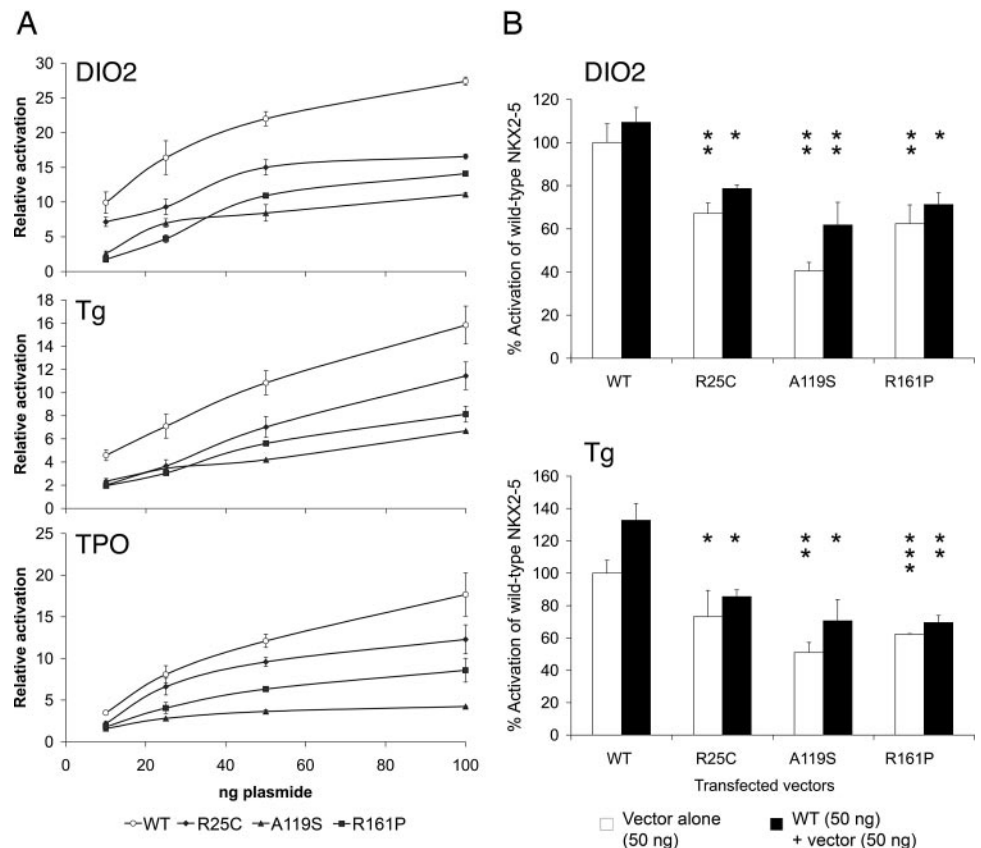 A
DIO2
Relative activation
30
25
20
15
10
5
0
Tg
Relative activation
18
16
14
12
10
8
6
4
2
0
TPO
Relative activation
25
20
15
10
5
0
0 20 40 60 80 100
ng plasmide
WT R25C A119S R161P
B
DIO2
% Activation of wild-type NKX2-5
120
100
80
60
40
20
0
** * ** ** ** *
WT R25C A119S R161P
Tg
% Activation of wild-type NKX2-5
160
140
120
100
80
60
40
20
0
* * ** * *** **
WT R25C A119S R161P
Transfected vectors
Vector alone
(50 ng)
WT (50 ng)
+ vector (50 ng)